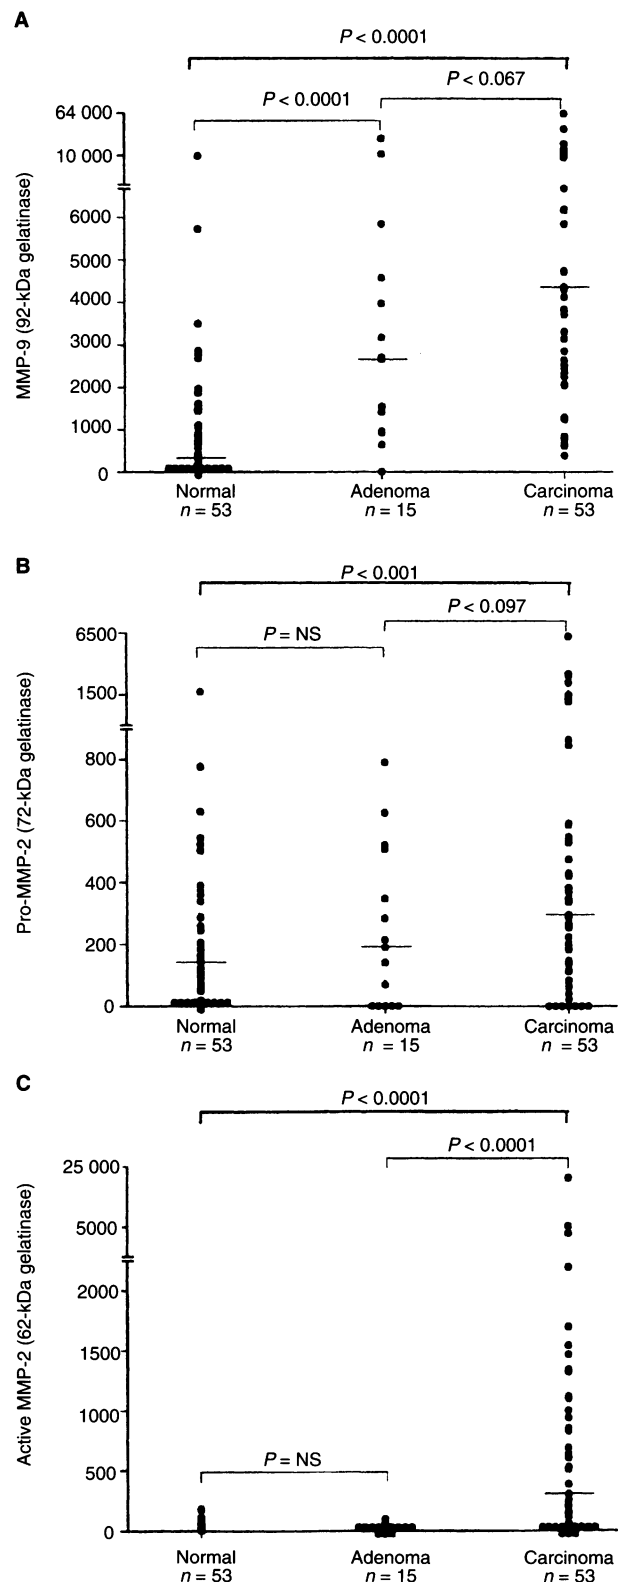 A
P < 0.0001
P < 0.067
P < 0.0001
64 000
10 000
6000
5000
4000
3000
2000
1000
0
MMP-9 (92-kDa gelatinase)
Normal Adenoma Carcinoma
n = 53 n = 15 n = 53
B
P < 0.001
P < 0.097
P = NS
6500
1500
800
600
400
200
0
Pro-MMP-2 (72-kDa gelatinase)
Normal Adenoma Carcinoma
n = 53 n = 15 n = 53
C
P < 0.0001
P < 0.0001
25 000
5000
2000
1500
1000
500
0
P = NS
Active MMP-2 (62-kDa gelatinase)
Normal Adenoma Carcinoma
n = 53 n = 15 n = 53